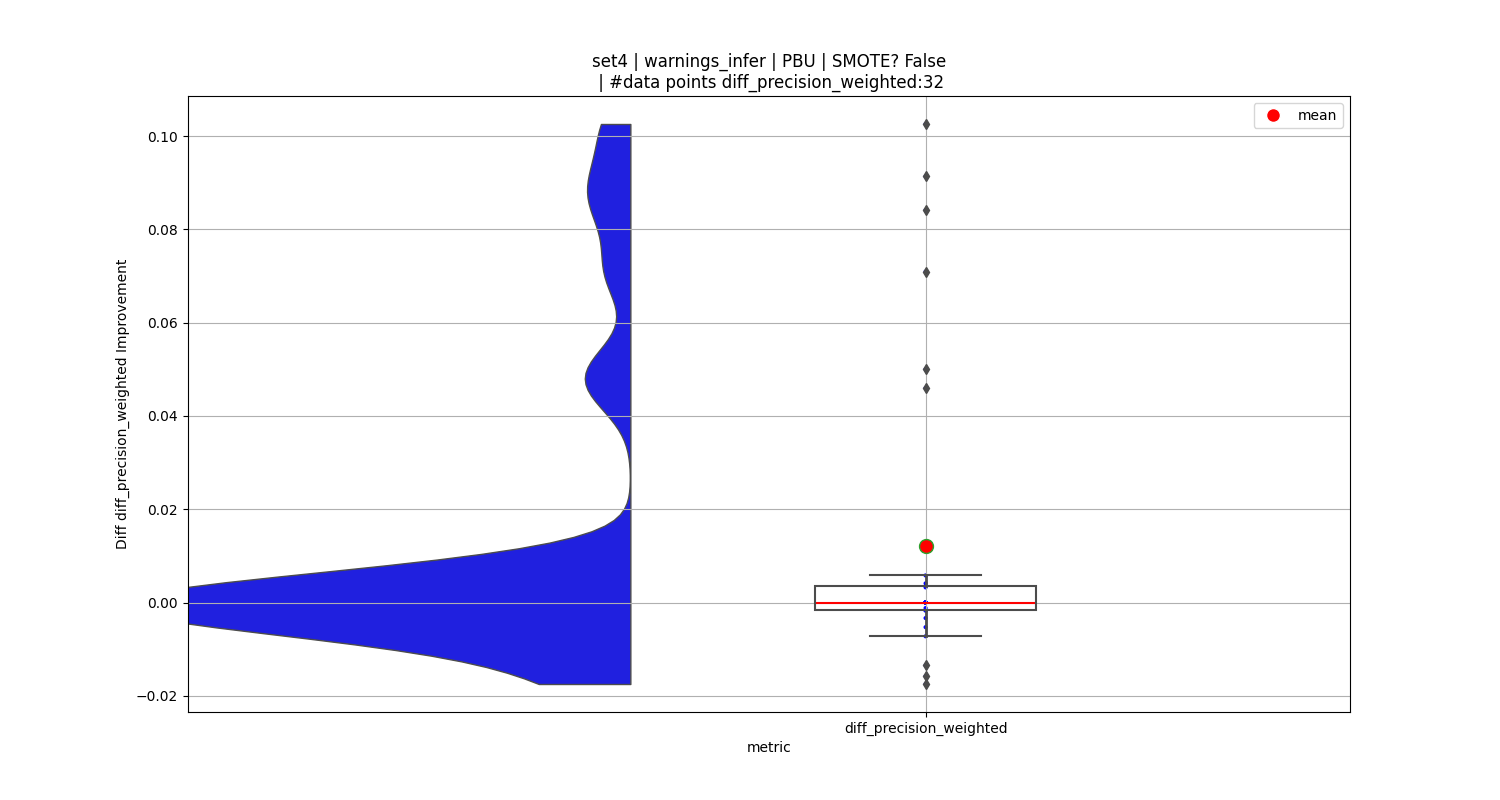 set4 | warnings_infer | PBU | SMOTE? False
| #data points diff_precision_weighted:32
mean
0.10
0.08
0.06
0.04
0.02
0.00
−0.02
Diff diff_precision_weighted Improvement
diff_precision_weighted
metric